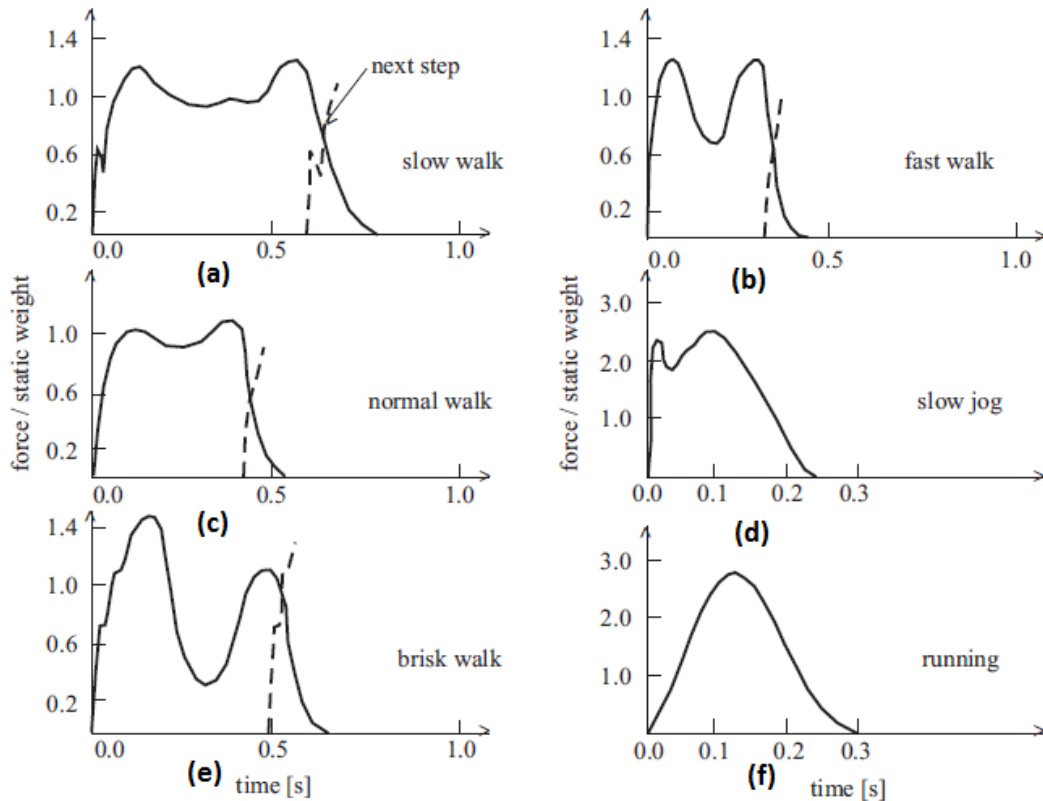 1.4
1.0
0.6
0.2
next step
slow walk
0.0 0.5 1.0
(a)
1.4
1.0
0.6
0.2
fast walk
0.0 0.5 1.0
(b)
force / static weight
1.0
0.6
0.2
normal walk
0.0 0.5 1.0
(c)
force / static weight
3.0
2.0
1.0
slow jog
0.0 0.1 0.2 0.3
(d)
1.4
1.0
0.6
0.2
brisk walk
0.0 0.5 1.0
(e)
time [s]
3.0
2.0
1.0
running
0.0 0.1 0.2 0.3
(f)
time [s]